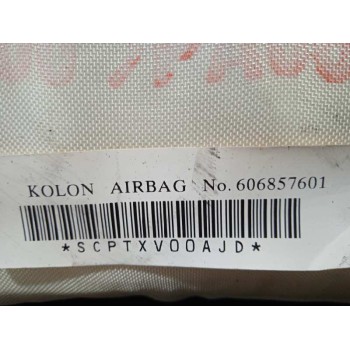 KOLON AIRBAG No. 606857601
*SCPTXV00AJD*